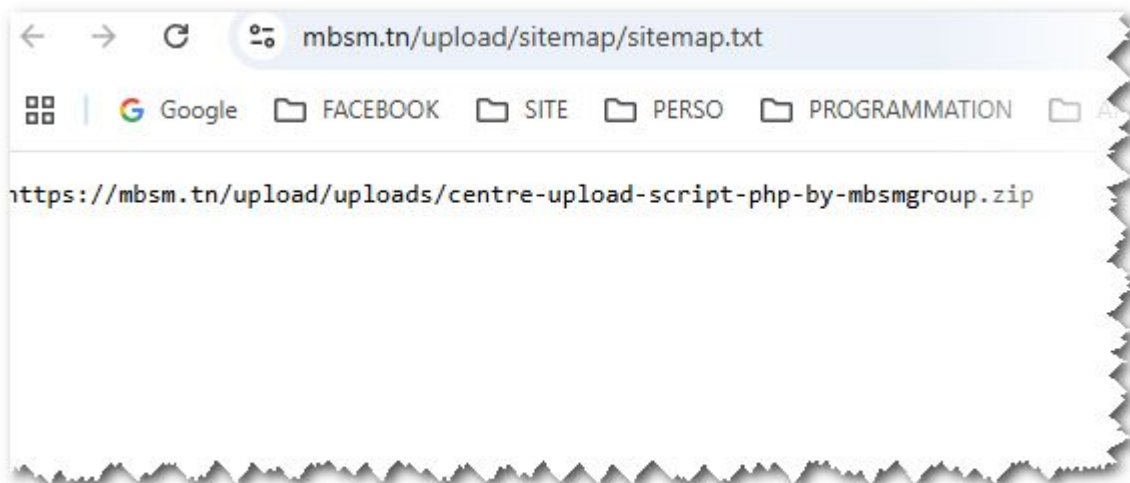 mbsm.tn/upload/sitemap/sitemap.txt
Google FACEBOOK SITE PERSO PROGRAMMATION
https://mbsm.tn/upload/uploads/centre-upload-script-php-by-mbsmgroup.zip